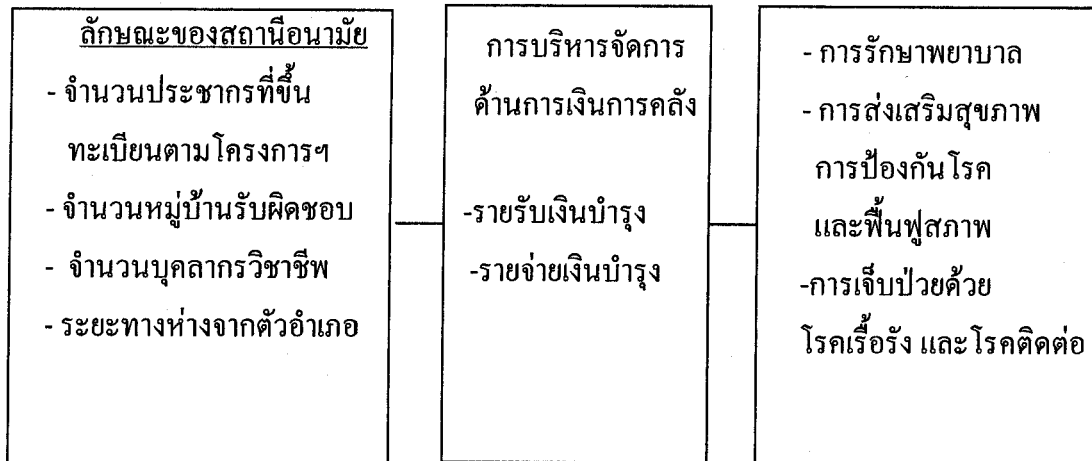 ลักษณะของสถานีอนามัย
- จำนวนประชากรที่ขึ้น
ทะเบียนตามโครงการฯ
- จำนวนหมู่บ้านรับผิดชอบ
- จำนวนบุคลากรวิชาชีพ
- ระยะทางห่างจากตัวอำเภอ
การบริหารจัดการ
ด้านการเงินการคลัง
-รายรับเงินบำรุง
-รายจ่ายเงินบำรุง
- การรักษาพยาบาล
- การส่งเสริมสุขภาพ
การป้องกันโรค
และฟื้นฟูสภาพ
-การเจ็บป่วยด้วย
โรคเรื้อรัง และโรคติดต่อ